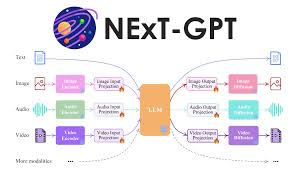 NExT-GPT
Text
Image
Image Encoder
Image Input Projection
Image Output Projection
Image Diffusion
Audio
Audio Encoder
Audio Input Projection
LLM
Audio Output Projection
Audio Diffusion
Video
Video Encoder
Video Input Projection
Video Output Projection
Video Diffusion
More modalities
...
...
...